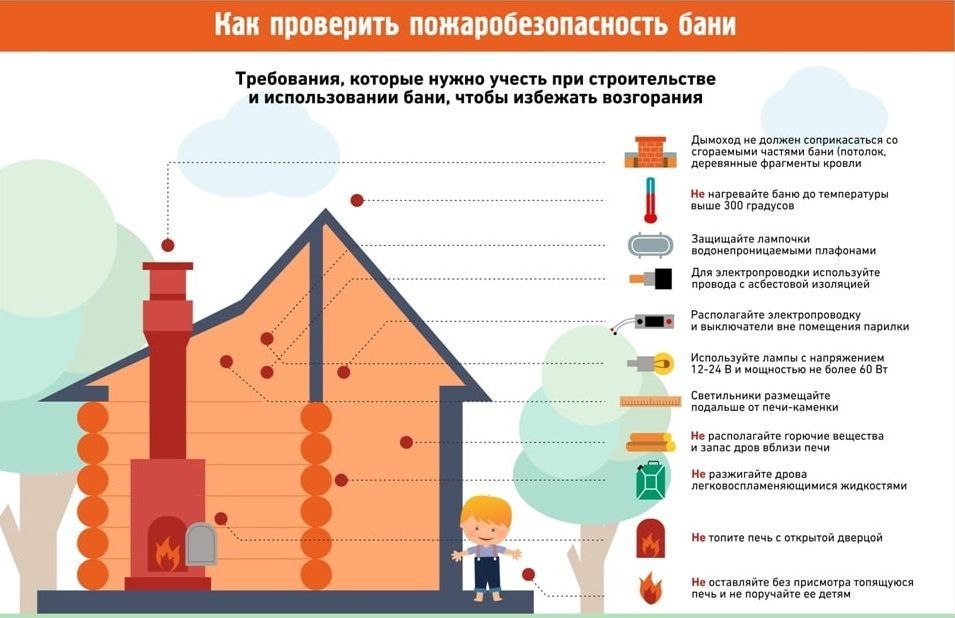 Как проверить пожаробезопасность бани
Требования, которые нужно учесть при строительстве
и использовании бани, чтобы избежать возгорания
Дымоход не должен соприкасаться со
сгораемыми частями бани (потолок,
деревянные фрагменты кровли
Не нагревайте баню до температуры
выше 300 градусов
Защищайте лампочки
водонепроницаемыми плафонами
Для электропроводки используйте
провода с асбестовой изоляцией
Располагайте электропроводку
и выключатели вне помещения парилки
Используйте лампы с напряжением
12-24 В и мощностью не более 60 Вт
Светильники размещайте
подальше от печи-каменки
Не располагайте горючие вещества
и запас дров вблизи печи
Не разжигайте дрова
легковоспламеняющимися жидкостями
Не топите печь с открытой дверцой
Не оставляйте без присмотра топящуюся
печь и не поручайте ее детям